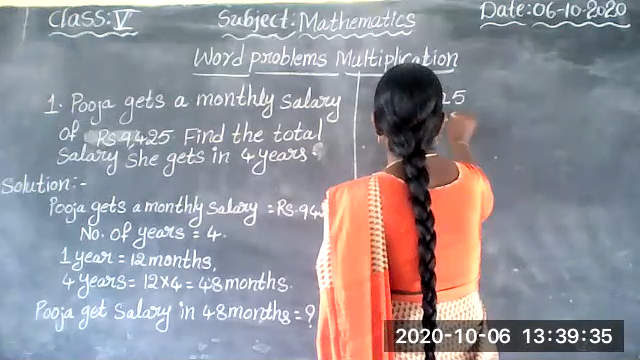 Class:V Subject:Mathematics Date:06-10-2020
Word problems Multiplication
1. Pooja gets a monthly Salary
of Rs.9,425 Find the total
Salary She gets in 4 years.
Solution:-
Pooja gets a monthly salary = Rs.94
No. of years = 4.
1 year = 12 months,
4 years = 12×4 = 48 months.
Pooja get Salary in 48 months = ?
25
2020-10-06 13:39:35